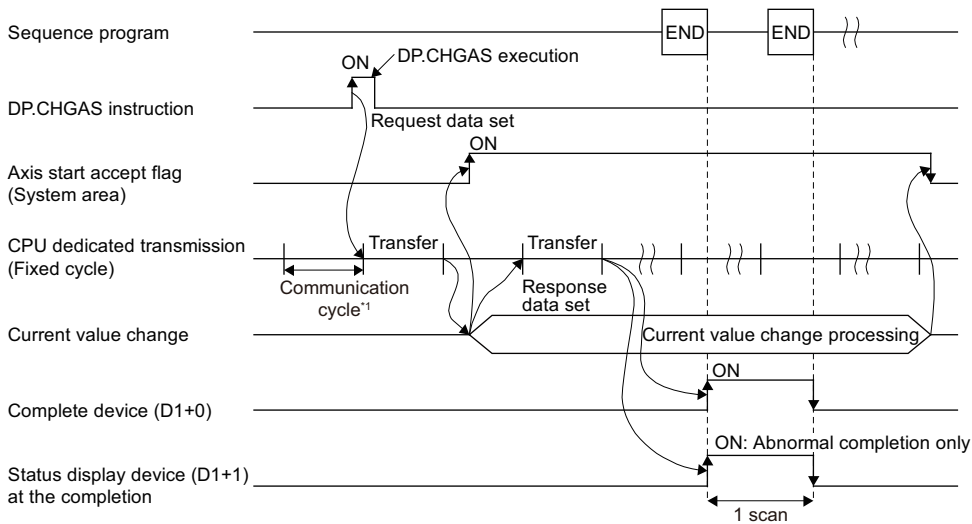 Sequence program
END
END
ON
DP.CHGAS execution
DP.CHGAS instruction
Request data set
ON
Axis start accept flag
(System area)
CPU dedicated transmission
(Fixed cycle)
Transfer
Transfer
Communication
cycle*1
Response
data set
Current value change
Current value change processing
ON
Complete device (D1+0)
ON: Abnormal completion only
Status display device (D1+1)
at the completion
1 scan